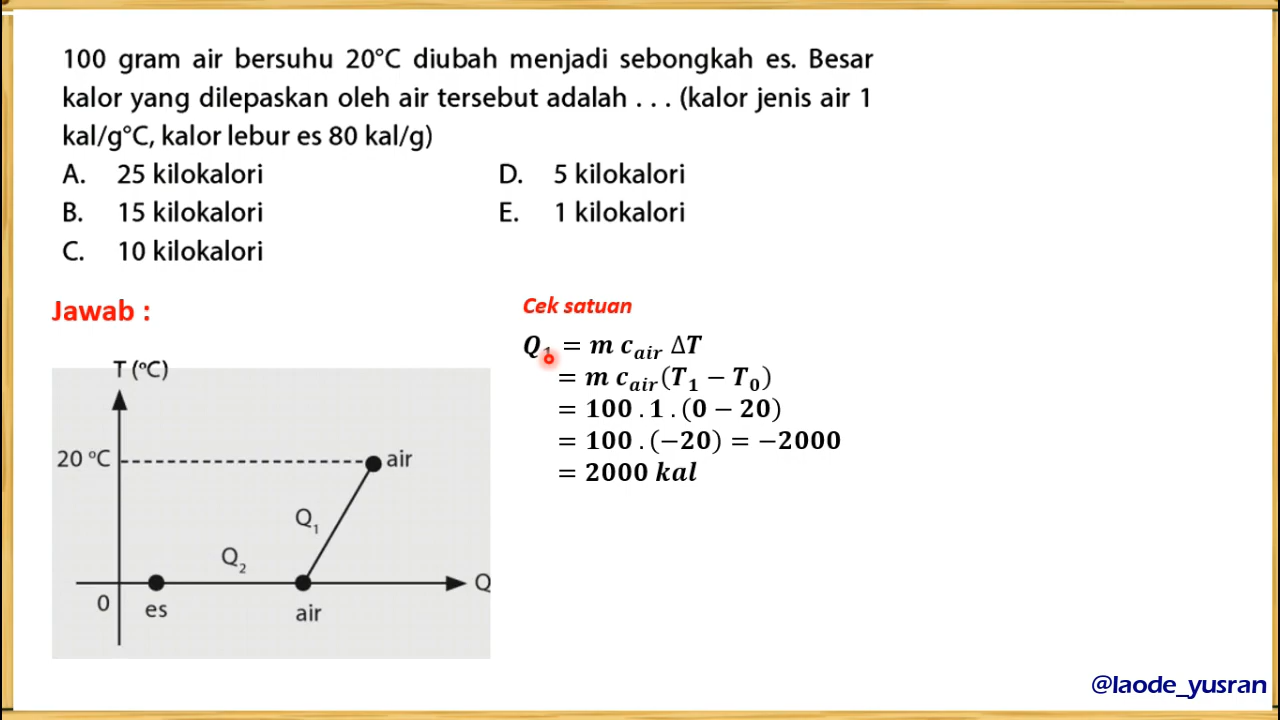 100 gram air bersuhu 20°C diubah menjadi sebongkah es. Besar
kalor yang dilepaskan oleh air tersebut adalah . . . (kalor jenis air 1
kal/g°C, kalor lebur es 80 kal/g)
A. 25 kilokalori
B. 15 kilokalori
C. 10 kilokalori
D. 5 kilokalori
E. 1 kilokalori
Jawab :
T (°C)
20 °C
air
Q₁
Q₂
Q
0
es
air
Cek satuan
Q₁ = m c_air ΔT
= m c_air (T₁ − T₀)
= 100 . 1 . (0 − 20)
= 100 . (−20) = −2000
= 2000 kal
@laode_yusran